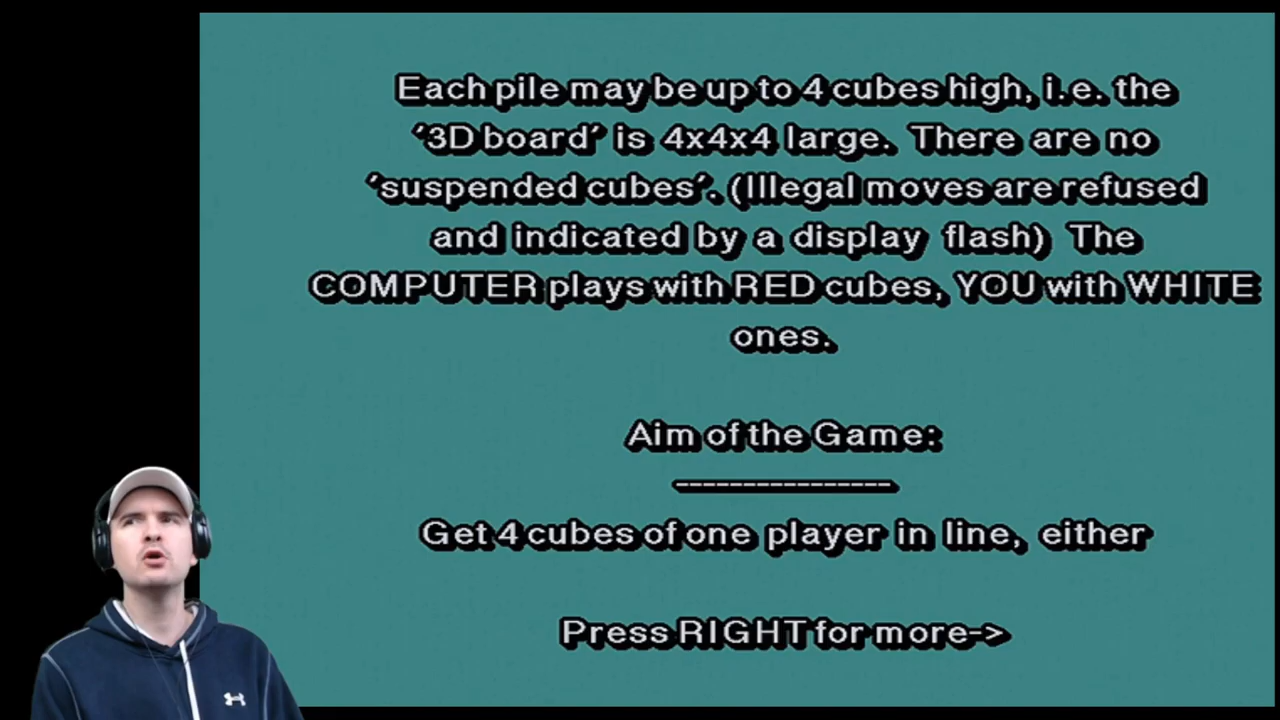 Each pile may be up to 4 cubes high, i.e. the
'3D board' is 4x4x4 large. There are no
'suspended cubes'. (Illegal moves are refused
and indicated by a display flash) The
COMPUTER plays with RED cubes, YOU with WHITE
ones.
Aim of the Game:
----------------
Get 4 cubes of one player in line, either
Press RIGHT for more->